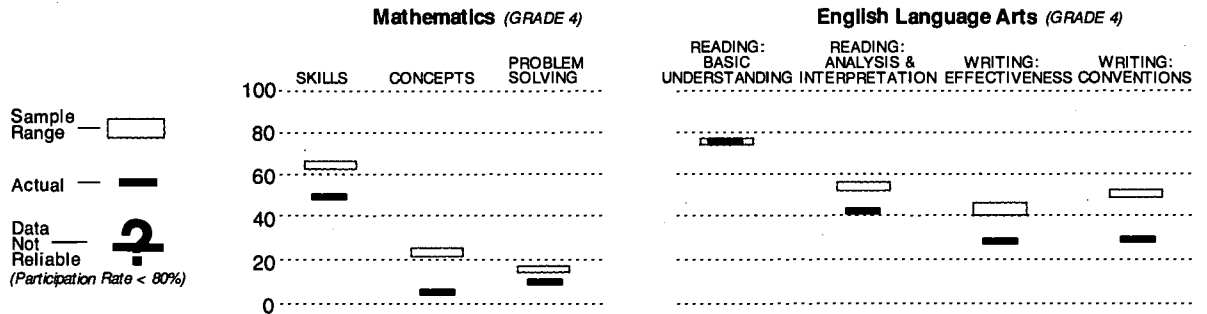 Mathematics (GRADE 4)
English Language Arts (GRADE 4)
SKILLS
CONCEPTS
PROBLEM
SOLVING
READING:
BASIC
UNDERSTANDING
READING:
ANALYSIS &
INTERPRETATION
WRITING:
EFFECTIVENESS
WRITING:
CONVENTIONS
100
80
60
40
20
0
Sample
Range
Actual
?
Data
Not
Reliable
(Participation Rate < 80%)